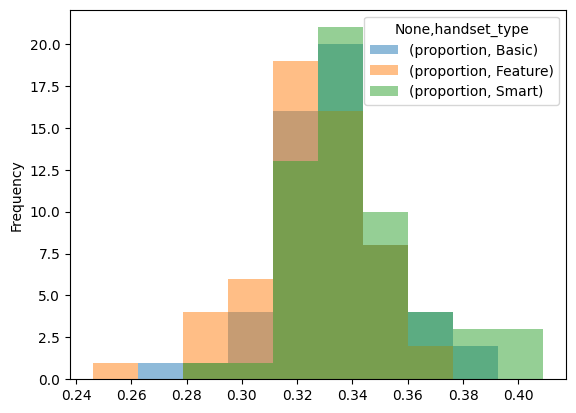 None,handset_type
(proportion, Basic)
(proportion, Feature)
(proportion, Smart)
Frequency
20.0
17.5
15.0
12.5
10.0
7.5
5.0
2.5
0.0
0.24 0.26 0.28 0.30 0.32 0.34 0.36 0.38 0.40